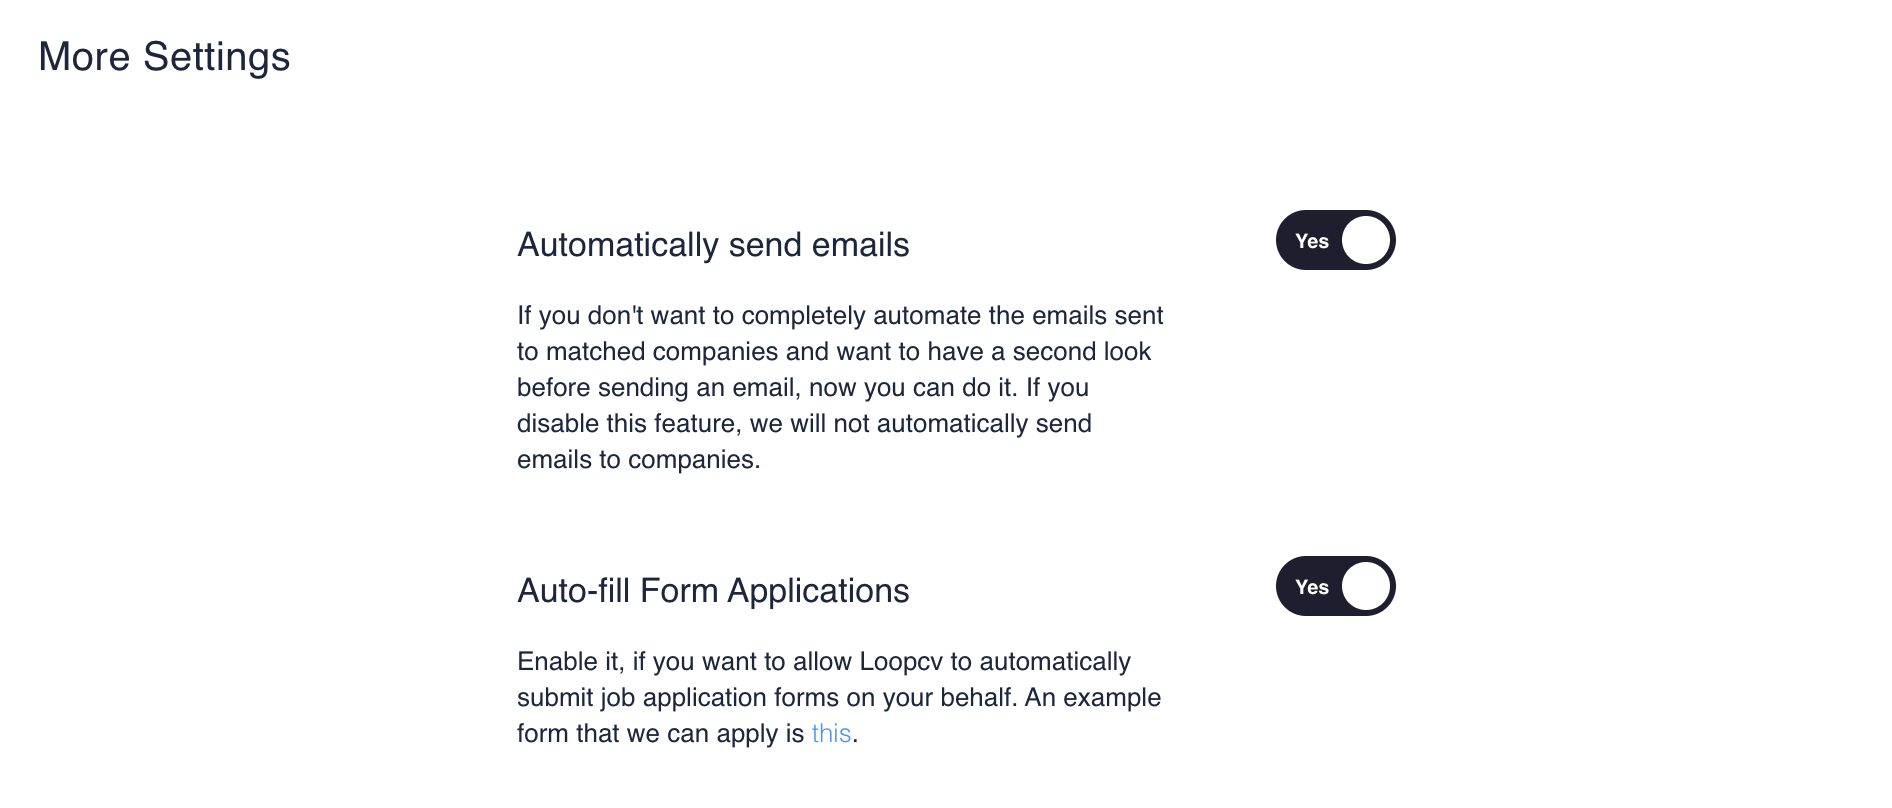 More Settings
Automatically send emails
Yes
If you don't want to completely automate the emails sent
to matched companies and want to have a second look
before sending an email, now you can do it. If you
disable this feature, we will not automatically send
emails to companies.
Auto-fill Form Applications
Yes
Enable it, if you want to allow Loopcv to automatically
submit job application forms on your behalf. An example
form that we can apply is this.